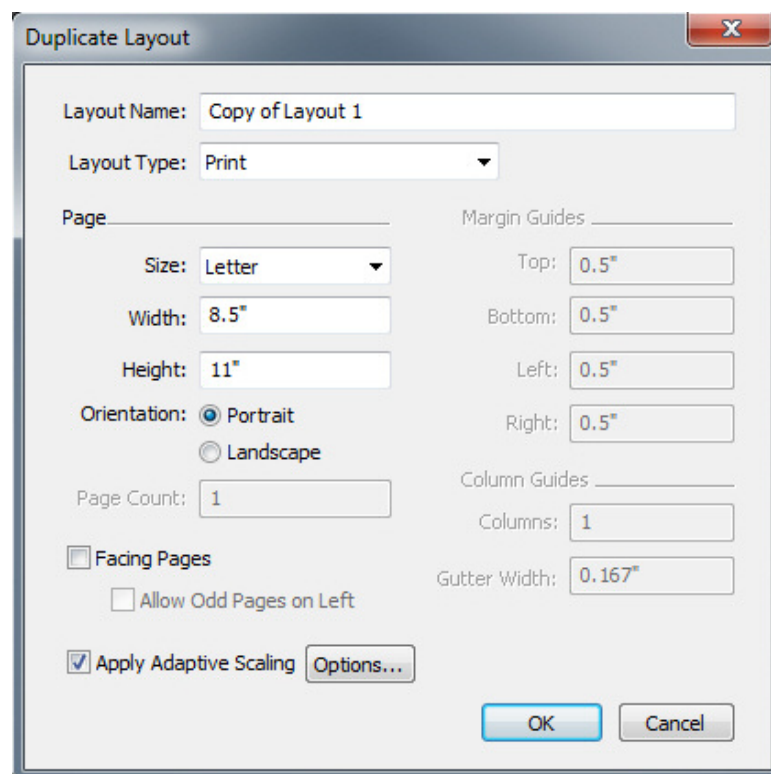 Duplicate Layout
Layout Name: Copy of Layout 1
Layout Type: Print
Page
Size: Letter
Width: 8.5"
Height: 11"
Orientation: Portrait
Landscape
Page Count: 1
Facing Pages
Allow Odd Pages on Left
Apply Adaptive Scaling Options...
Margin Guides
Top: 0.5"
Bottom: 0.5"
Left: 0.5"
Right: 0.5"
Column Guides
Columns: 1
Gutter Width: 0.167"
OK Cancel